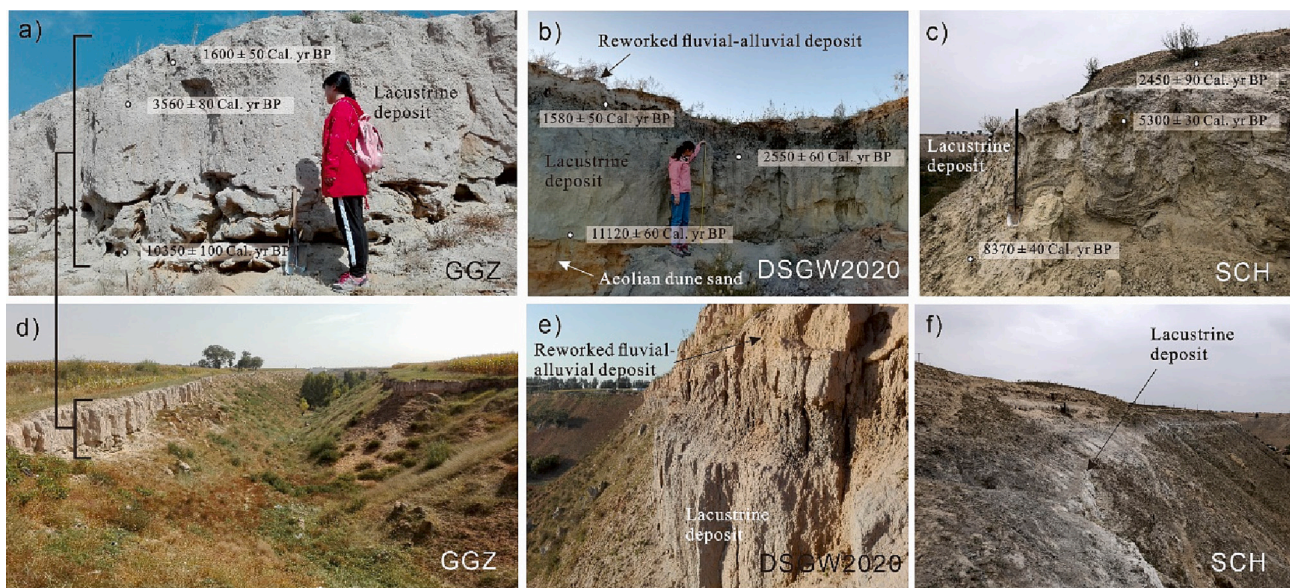 a)
1600 ± 50 Cal. yr BP
3560 ± 80 Cal. yr BP
Lacustrine
deposit
10350 ± 100 Cal. yr BP
GGZ
b)
Reworked fluvial-alluvial deposit
1580 ± 50 Cal. yr BP
Lacustrine
deposit
2550 ± 60 Cal. yr BP
11120 ± 60 Cal. yr BP
Aeolian dune sand
DSGW2020
c)
2450 ± 90 Cal. yr BP
5300 ± 30 Cal. yr BP
Lacustrine
deposit
8370 ± 40 Cal. yr BP
SCH
d)
GGZ
e)
Reworked fluvial-
alluvial deposit
Lacustrine
deposit
DSGW2020
f)
Lacustrine
deposit
SCH